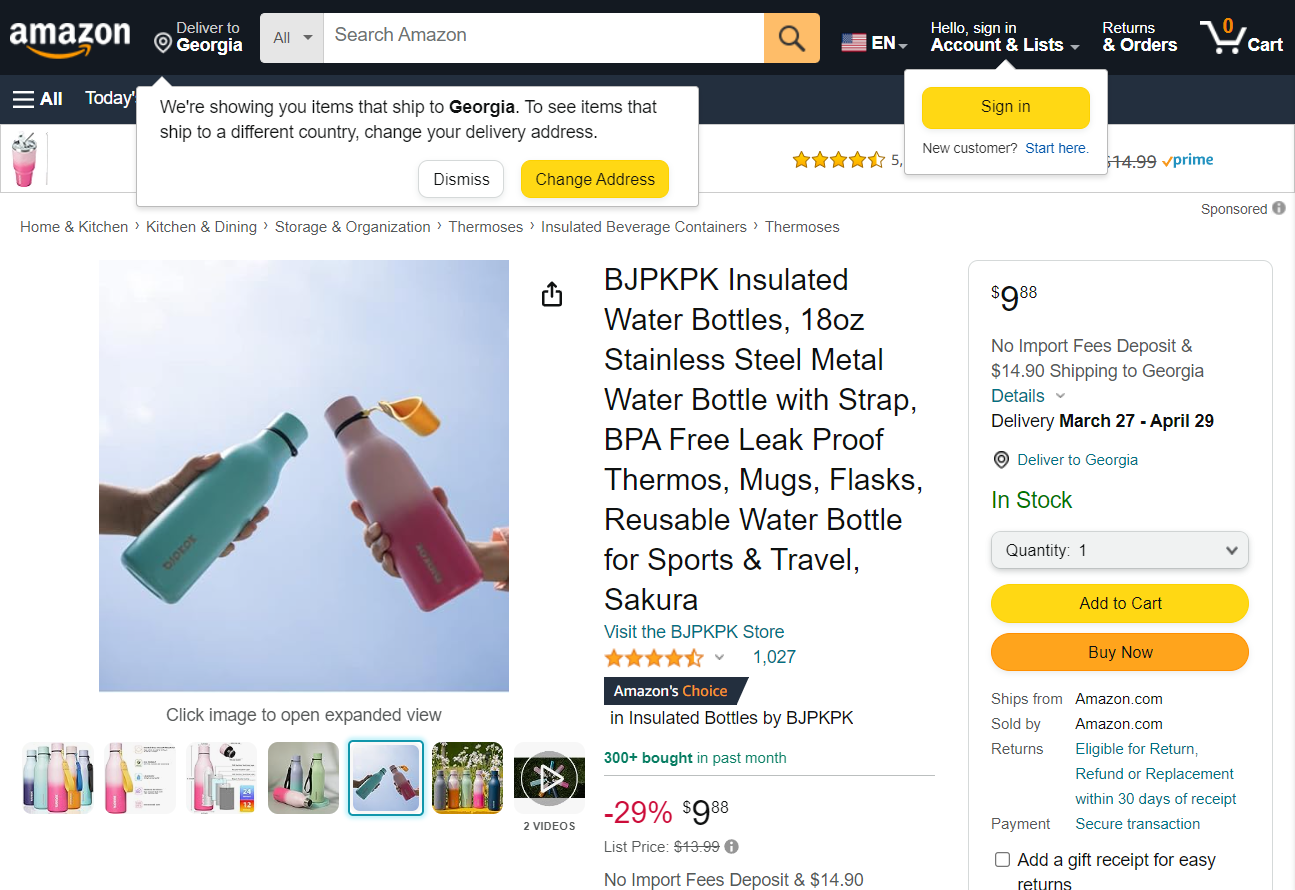 amazon
Deliver to
Georgia
All
Search Amazon
EN
Hello, sign in
Account & Lists
Returns
& Orders
0
Cart
All
Today'
We're showing you items that ship to Georgia. To see items that
ship to a different country, change your delivery address.
Dismiss
Change Address
Sign in
New customer? Start here.
5,
$14.99
prime
Sponsored
Home & Kitchen › Kitchen & Dining › Storage & Organization › Thermoses › Insulated Beverage Containers › Thermoses
BJPKPK
Click image to open expanded view
24
12
2 VIDEOS
BJPKPK Insulated
Water Bottles, 18oz
Stainless Steel Metal
Water Bottle with Strap,
BPA Free Leak Proof
Thermos, Mugs, Flasks,
Reusable Water Bottle
for Sports & Travel,
Sakura
Visit the BJPKPK Store
1,027
Amazon's Choice
in Insulated Bottles by BJPKPK
300+ bought in past month
-29% $9 88
List Price: $13.99
No Import Fees Deposit & $14.90
$9 88
No Import Fees Deposit &
$14.90 Shipping to Georgia
Details
Delivery March 27 - April 29
Deliver to Georgia
In Stock
Quantity: 1
Add to Cart
Buy Now
Ships from Amazon.com
Sold by Amazon.com
Returns Eligible for Return,
Refund or Replacement
within 30 days of receipt
Payment Secure transaction
Add a gift receipt for easy
returns